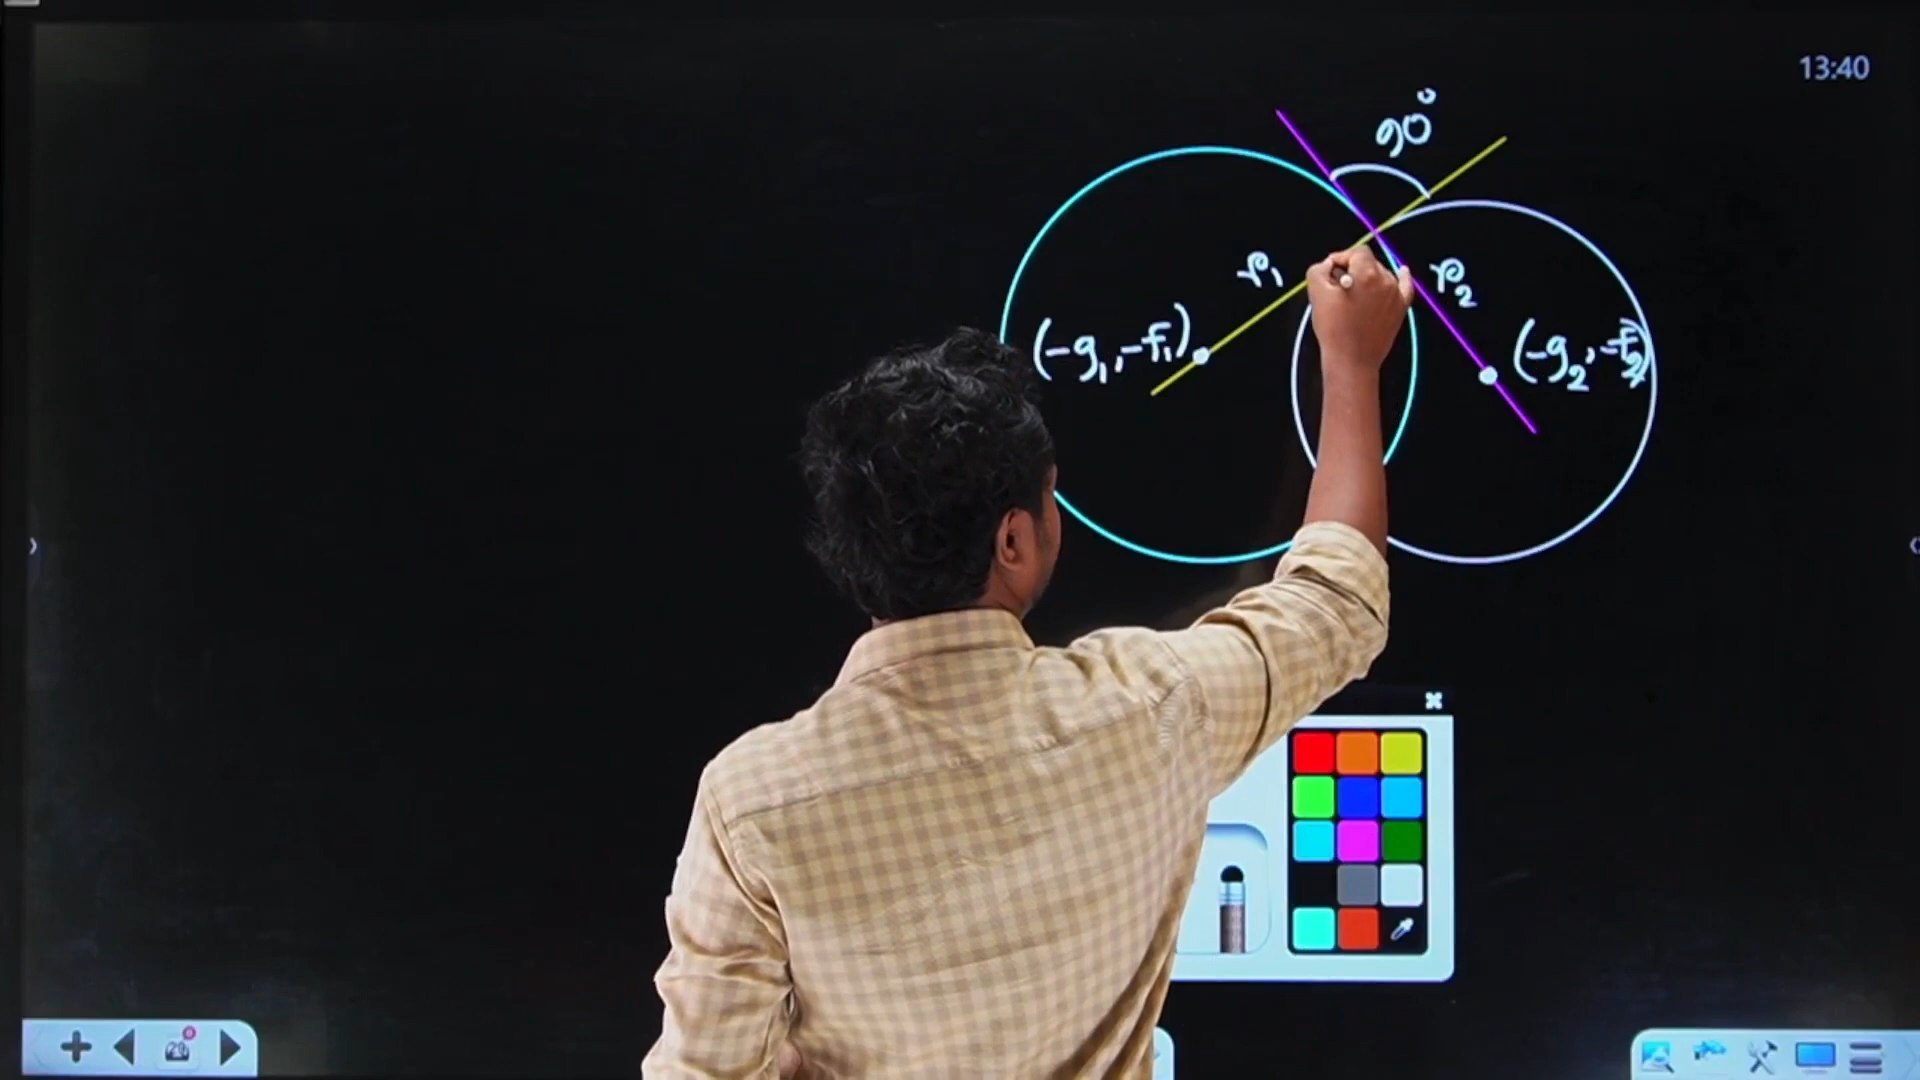 13:40
90°
r₁
r₂
(-g₁,-f₁)
(-g₂,-f₂)